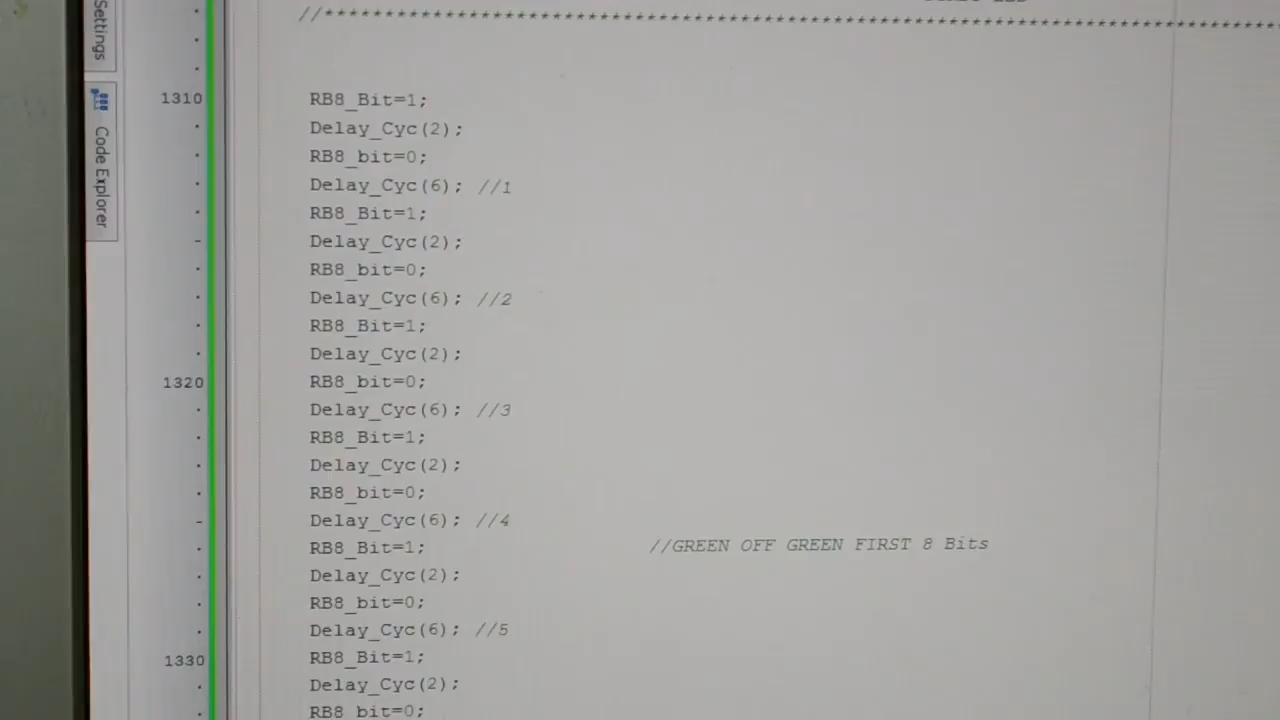 Settings
Code Explorer
//******************************************************************************
1310 RB8_Bit=1;
Delay_Cyc(2);
RB8_bit=0;
Delay_Cyc(6); //1
RB8_Bit=1;
Delay_Cyc(2);
RB8_bit=0;
Delay_Cyc(6); //2
RB8_Bit=1;
Delay_Cyc(2);
1320 RB8_bit=0;
Delay_Cyc(6); //3
RB8_Bit=1;
Delay_Cyc(2);
RB8_bit=0;
Delay_Cyc(6); //4
RB8_Bit=1; //GREEN OFF GREEN FIRST 8 Bits
Delay_Cyc(2);
RB8_bit=0;
Delay_Cyc(6); //5
1330 RB8_Bit=1;
Delay_Cyc(2);
RB8_bit=0;